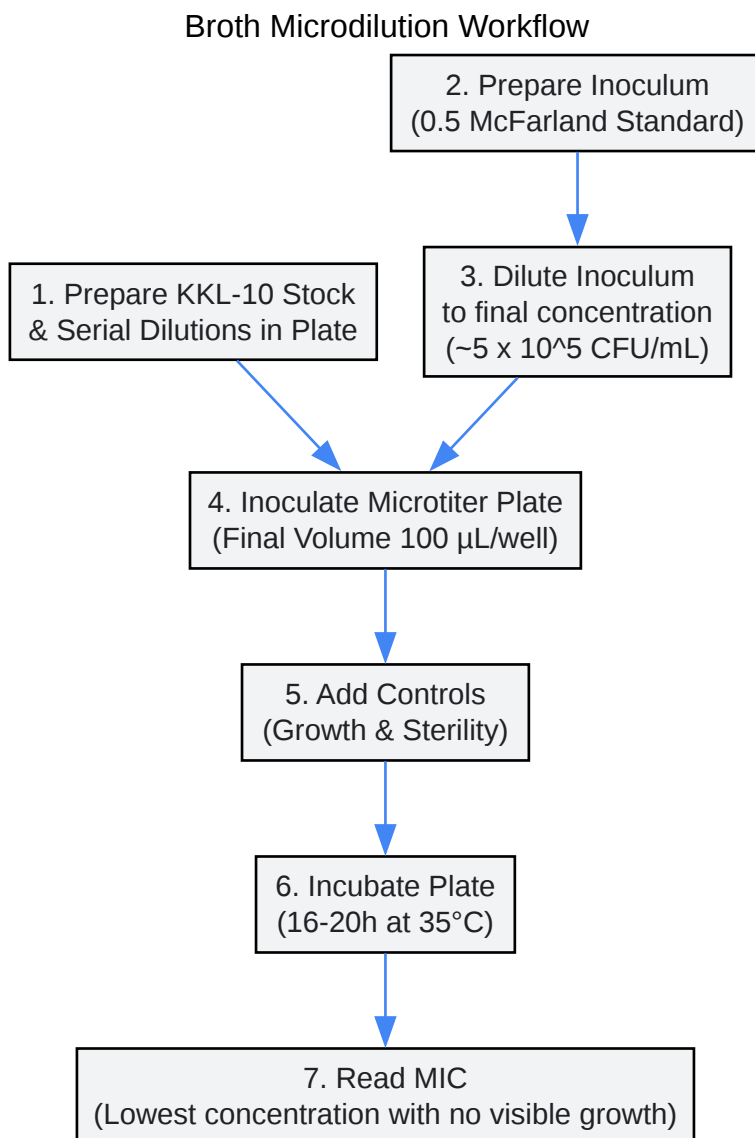 Broth Microdilution Workflow
2. Prepare Inoculum
(0.5 McFarland Standard)
1. Prepare KKL-10 Stock
& Serial Dilutions in Plate
3. Dilute Inoculum
to final concentration
(~5 x 10^5 CFU/mL)
4. Inoculate Microtiter Plate
(Final Volume 100 µL/well)
5. Add Controls
(Growth & Sterility)
6. Incubate Plate
(16-20h at 35°C)
7. Read MIC
(Lowest concentration with no visible growth)